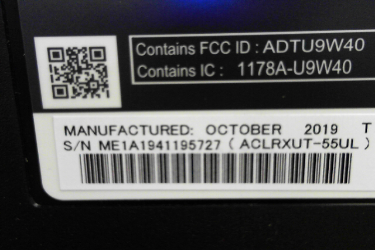 Contains FCC ID : ADTU9W40
Contains IC : 1178A-U9W40
MANUFACTURED: OCTOBER 2019 T
S/N ME1A1941195727 ( ACLRXUT-55UL )